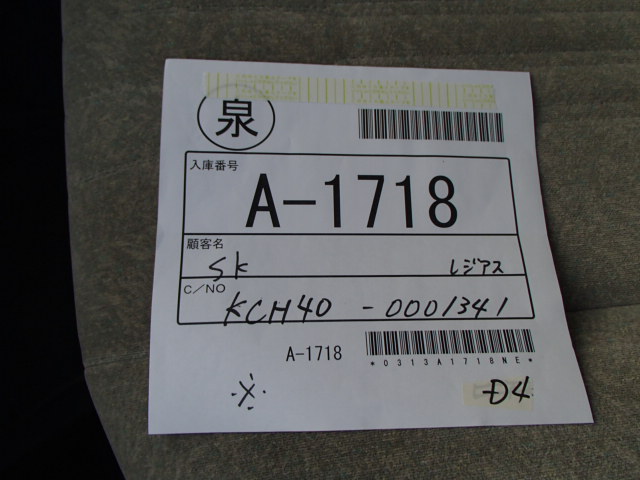 泉
入庫番号
A-1718
顧客名
SK レジアス
C/NO
KCH40 - 0001341
A-1718
*0313A1718NE*
D4